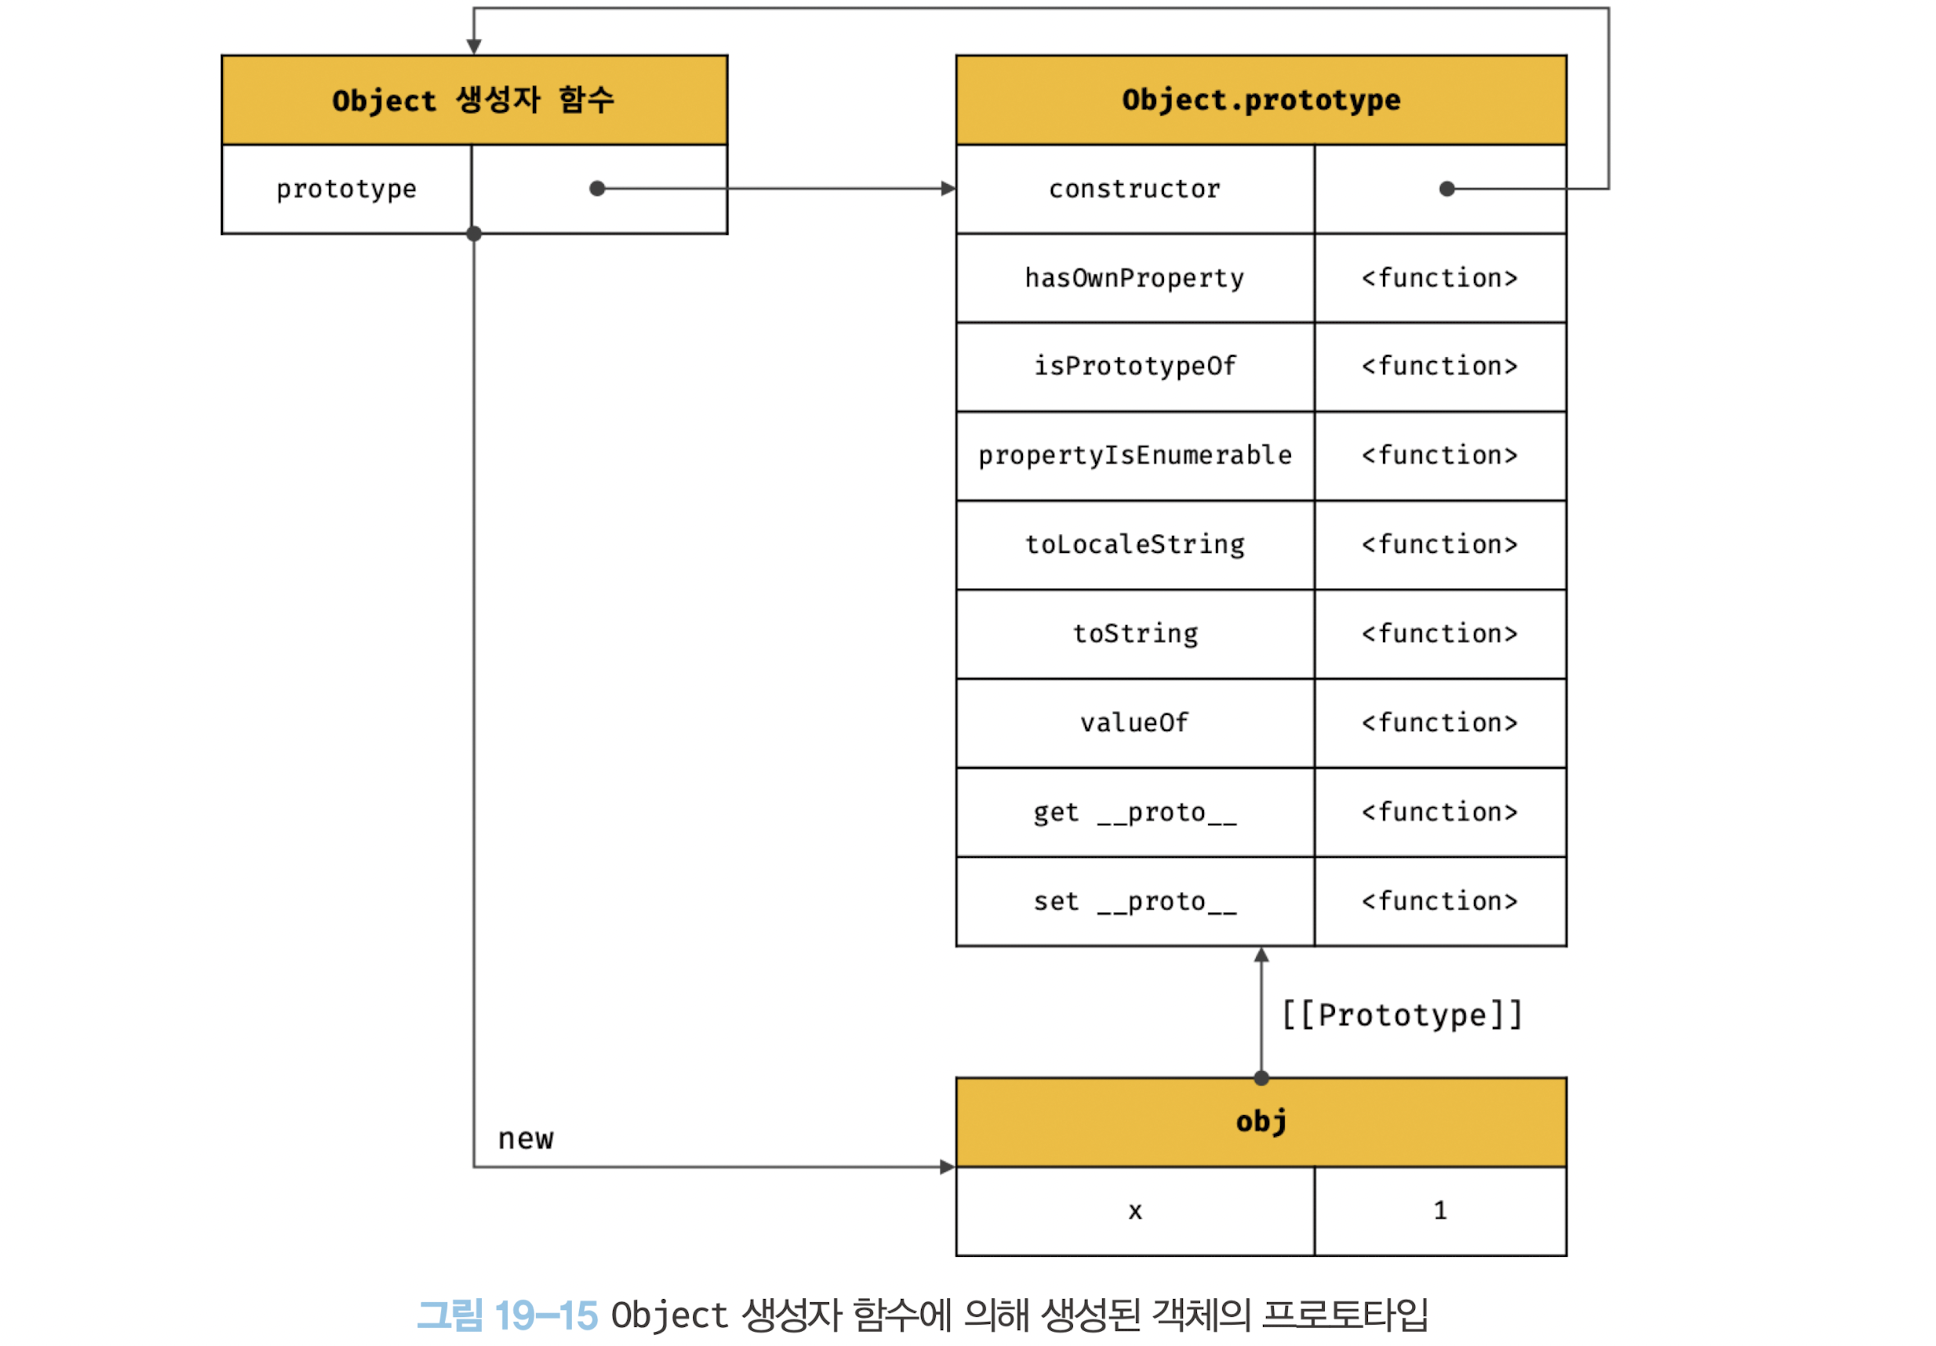 Object 생성자 함수
prototype
Object.prototype
constructor
hasOwnProperty <function>
isPrototypeOf <function>
propertyIsEnumerable <function>
toLocaleString <function>
toString <function>
valueOf <function>
get __proto__ <function>
set __proto__ <function>
[[Prototype]]
new
obj
x 1
그림 19-15 Object 생성자 함수에 의해 생성된 객체의 프로토타입